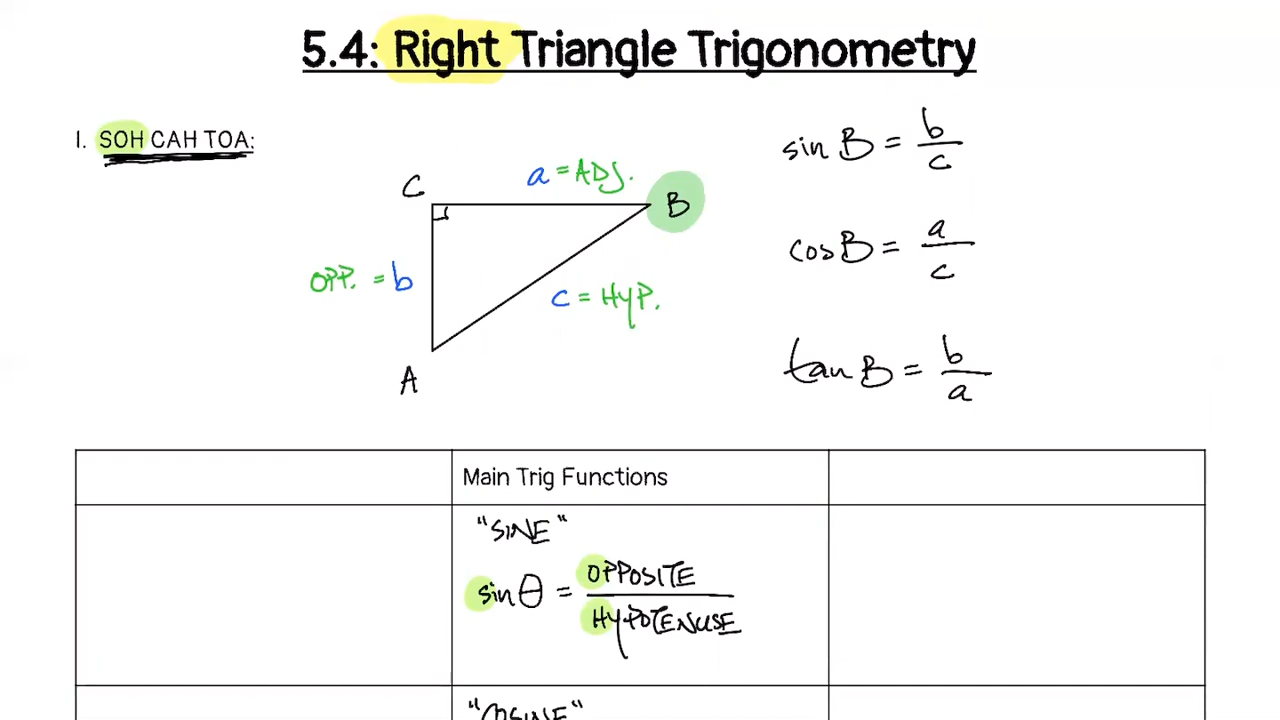 5.4: Right Triangle Trigonometry
I. SOH CAH TOA:
C
a = ADJ.
B
OPP. = b
c = HYP.
A
sin B = b/c
cos B = a/c
tan B = b/a
Main Trig Functions
"SINE"
sin θ = OPPOSITE/HYPOTENUSE
"COSINE"